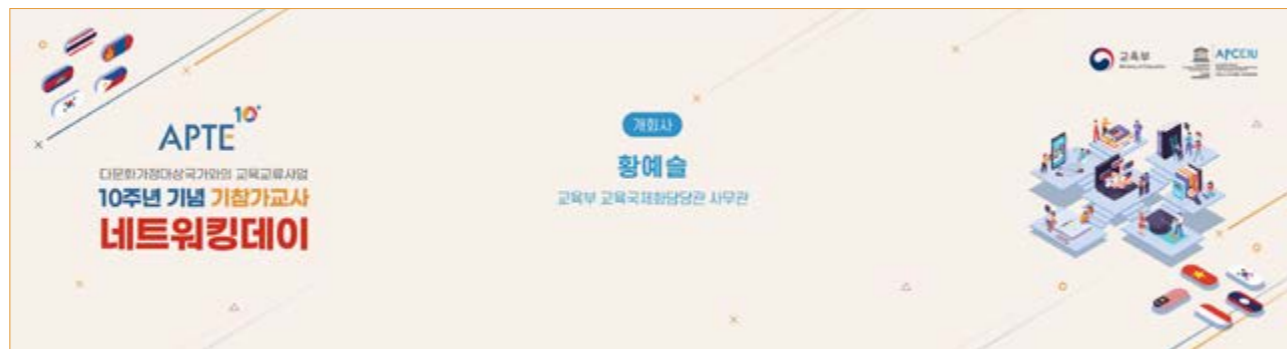 APTE 10
다문화가정대상국가와의 교육교류사업
10주년 기념 기참가교사
네트워킹데이
개회사
황예슬
교육부 교육국제화담당관 사무관
교육부
Ministry of Education
APCEIU